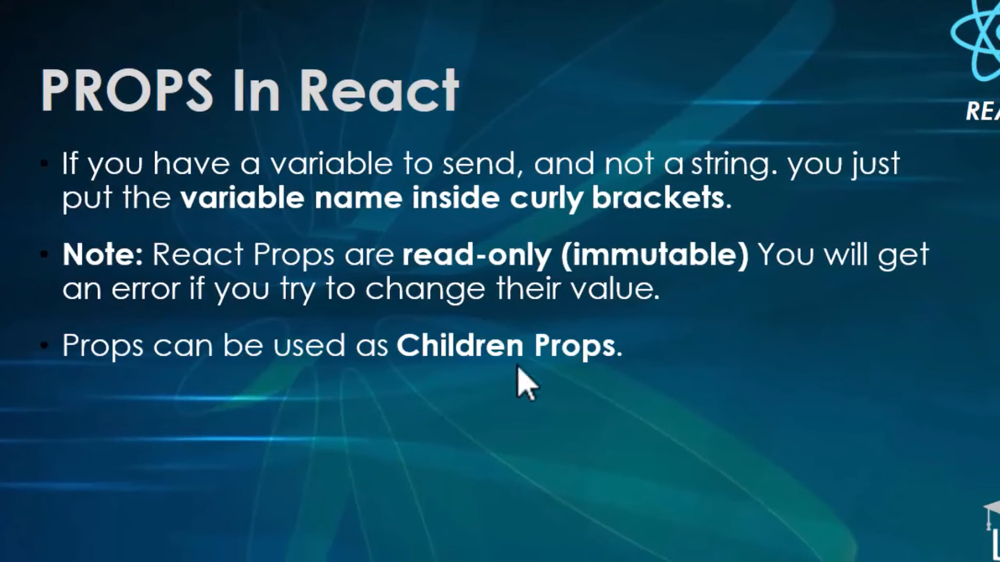 PROPS In React
If you have a variable to send, and not a string. you just
put the variable name inside curly brackets.
Note: React Props are read-only (immutable) You will get
an error if you try to change their value.
Props can be used as Children Props.